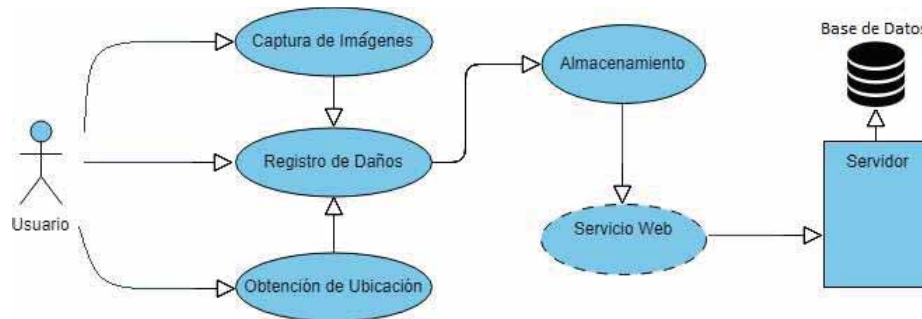 Captura de Imágenes
Base de Datos
Almacenamiento
Registro de Daños
Servidor
Usuario
Servicio Web
Obtención de Ubicación